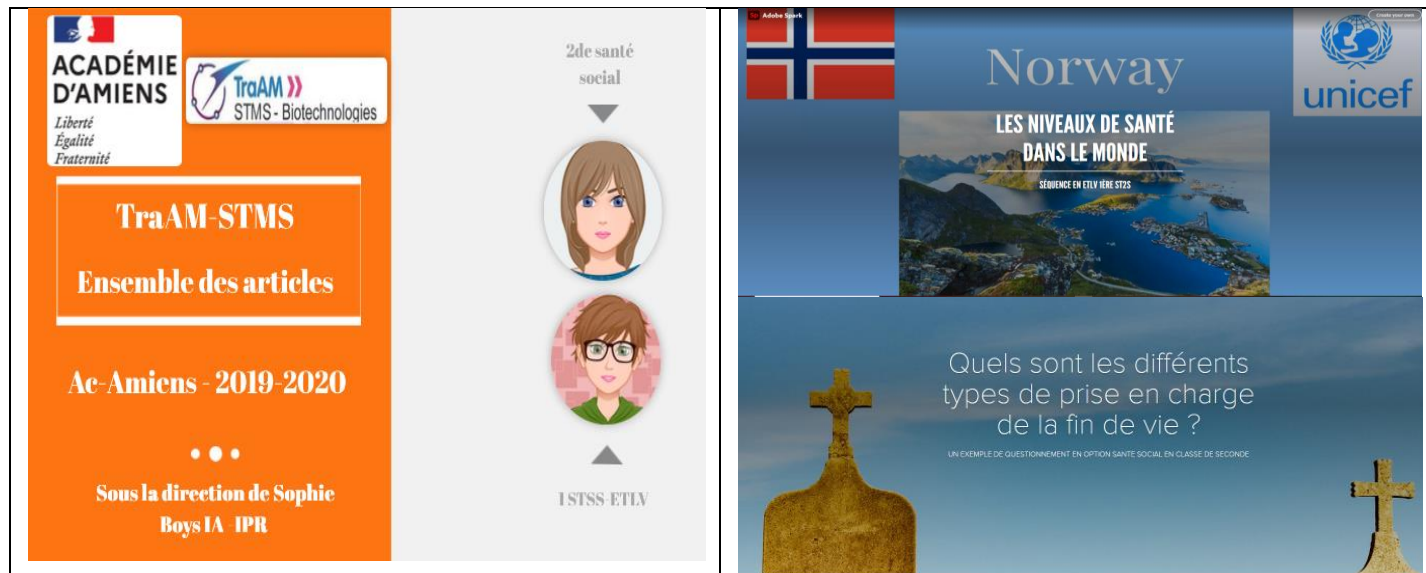 ACADÉMIE
D'AMIENS
Liberté
Égalité
Fraternité
TraAM
STMS - Biotechnologies
TraAM-STMS
Ensemble des articles
Ac-Amiens - 2019-2020
Sous la direction de Sophie
Boys IA -IPR
2de santé
social
1 STSS-ETLV
Adobe Spark
Create your own
Norway
unicef
LES NIVEAUX DE SANTÉ
DANS LE MONDE
SÉQUENCE EN ETLV 1ÈRE ST2S
Quels sont les différents
types de prise en charge
de la fin de vie ?
UN EXEMPLE DE QUESTIONNEMENT EN OPTION SANTE SOCIAL EN CLASSE DE SECONDE